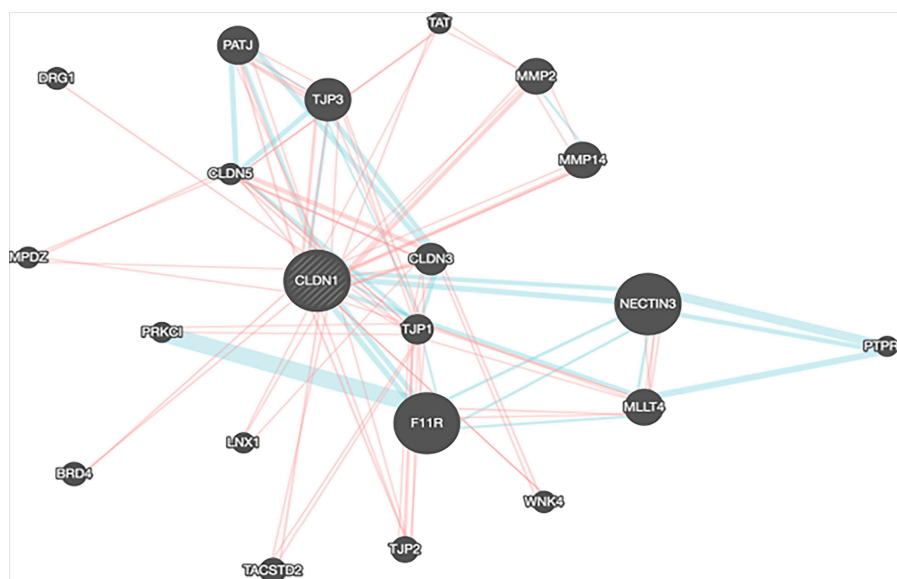 TAT
PATJ
DRG1
MMP2
TJP3
MMP14
CLDN5
MPDZ
CLDN3
CLDN1
NECTIN3
PRKCI
TJP1
PTPR
MLLT4
F11R
LNX1
BRD4
WNK4
TJP2
TACSTD2